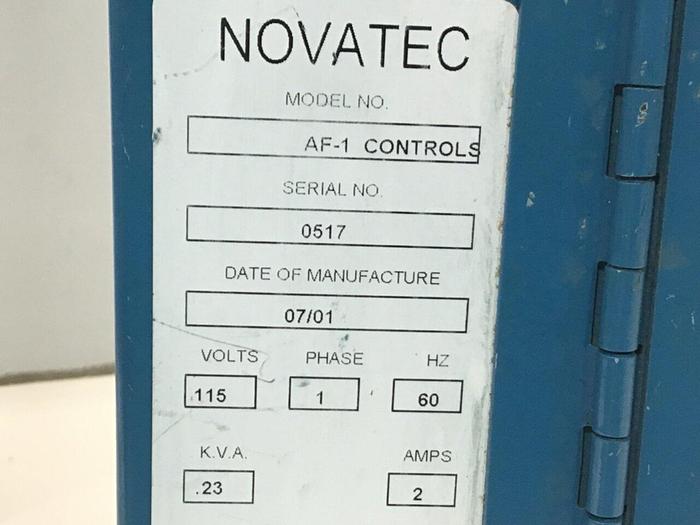 NOVATEC
MODEL NO.
AF-1 CONTROLS
SERIAL NO.
0517
DATE OF MANUFACTURE
07/01
VOLTS PHASE HZ
115 1 60
K.V.A. AMPS
.23 2